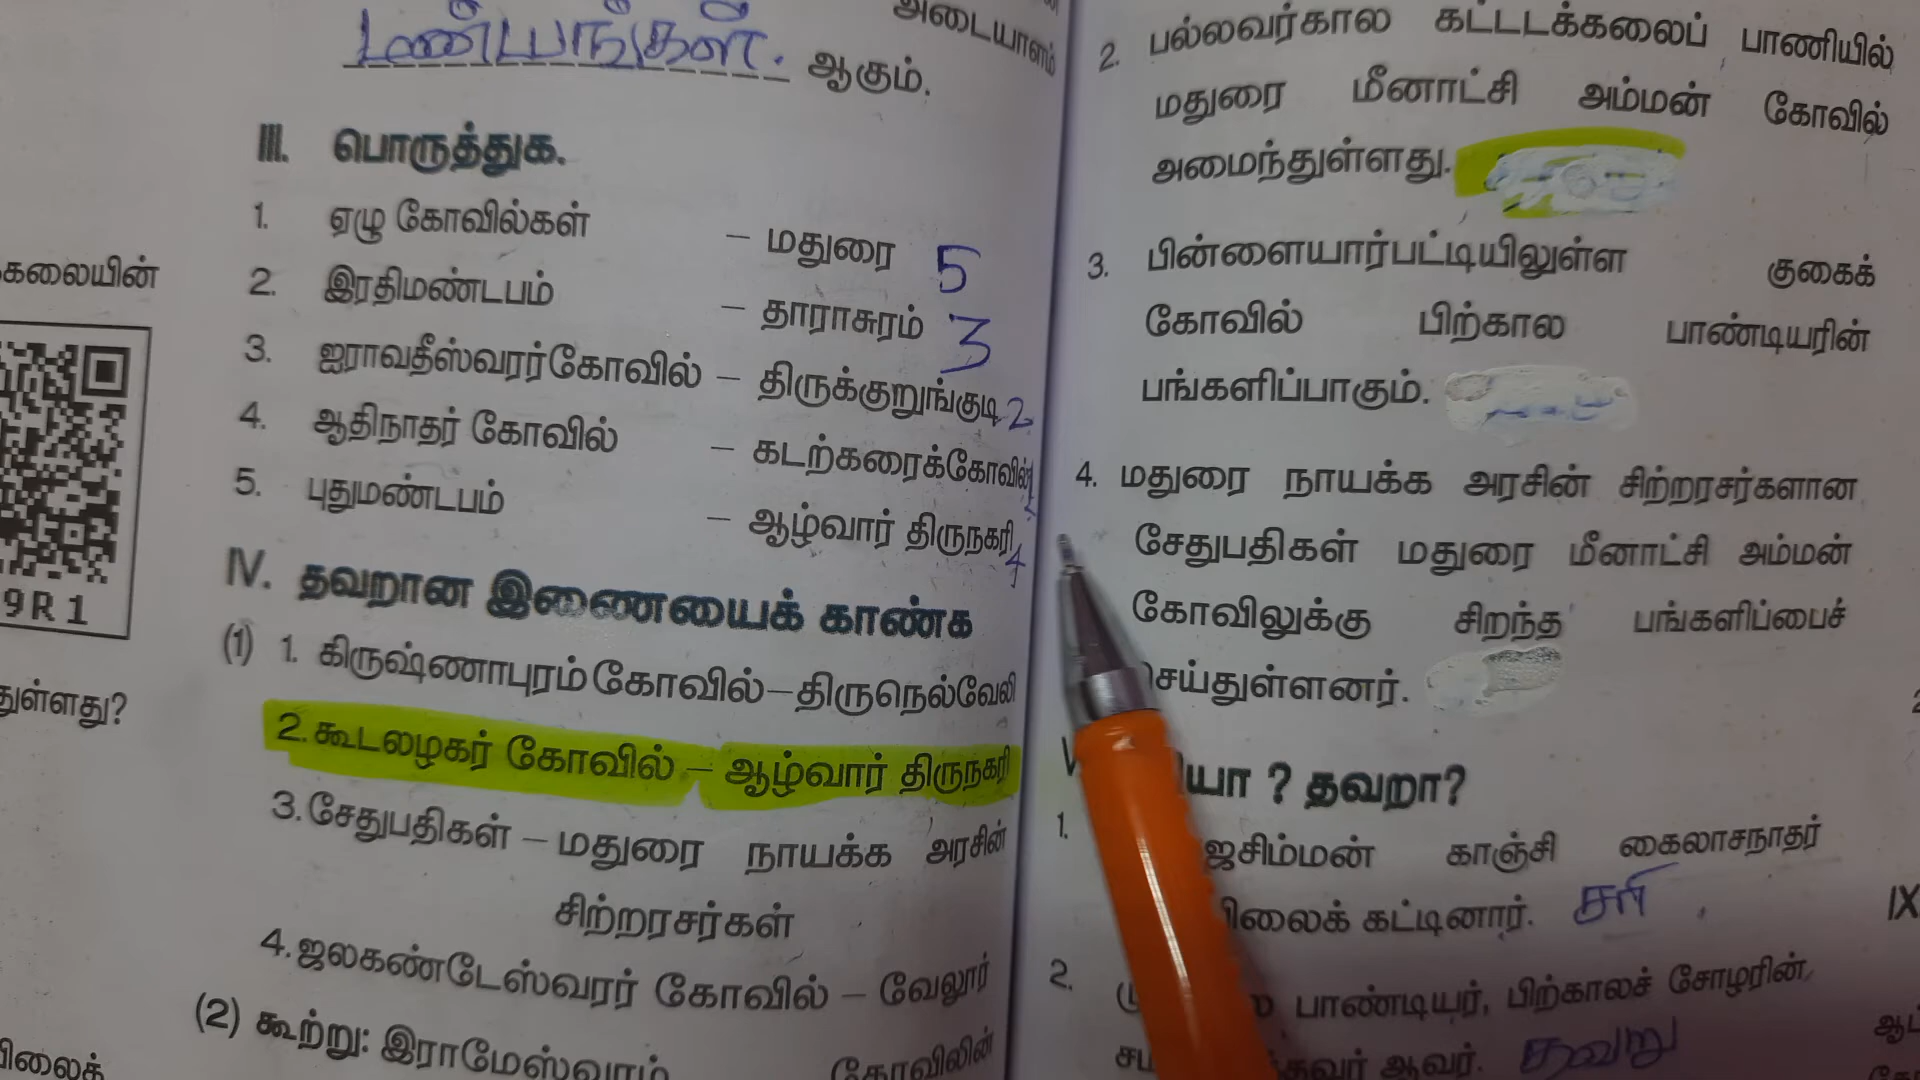 மண்டபங்கள். ஆகும்.
அடையாளம்
III. பொருத்துக.
1. ஏழு கோவில்கள் – மதுரை 5
2. இரதிமண்டபம் – தாராசுரம் 3
3. ஐராவதீஸ்வரர்கோவில் – திருக்குறுங்குடி 2
4. ஆதிநாதர் கோவில் – கடற்கரைக்கோவில் 1
5. புதுமண்டபம் – ஆழ்வார் திருநகரி 4
IV. தவறான இணையைக் காண்க
(1) 1. கிருஷ்ணாபுரம்கோவில்–திருநெல்வேலி
2.கூடலழகர் கோவில் – ஆழ்வார் திருநகரி
3.சேதுபதிகள் – மதுரை நாயக்க அரசின்
சிற்றரசர்கள்
4.ஜலகண்டேஸ்வரர் கோவில் – வேலூர்
(2) கூற்று: இராமேஸ்வரம் கோவிலின்
கலையின்
9R1
துள்ளது?
2. பல்லவர்கால கட்டடக்கலைப் பாணியில்
மதுரை மீனாட்சி அம்மன் கோவில்
அமைந்துள்ளது.
3. பின்ளையார்பட்டியிலுள்ள குகைக்
கோவில் பிற்கால பாண்டியரின்
பங்களிப்பாகும்.
4. மதுரை நாயக்க அரசின் சிற்றரசர்களான
சேதுபதிகள் மதுரை மீனாட்சி அம்மன்
கோவிலுக்கு சிறந்த பங்களிப்பைச்
செய்துள்ளனர்.
யா ? தவறா?
1. ஜசிம்மன் காஞ்சி கைலாசநாதர்
ிலைக் கட்டினார். சரி.
2. பாண்டியர், பிற்காலச் சோழரின்
ஆவர். தவறு
IX